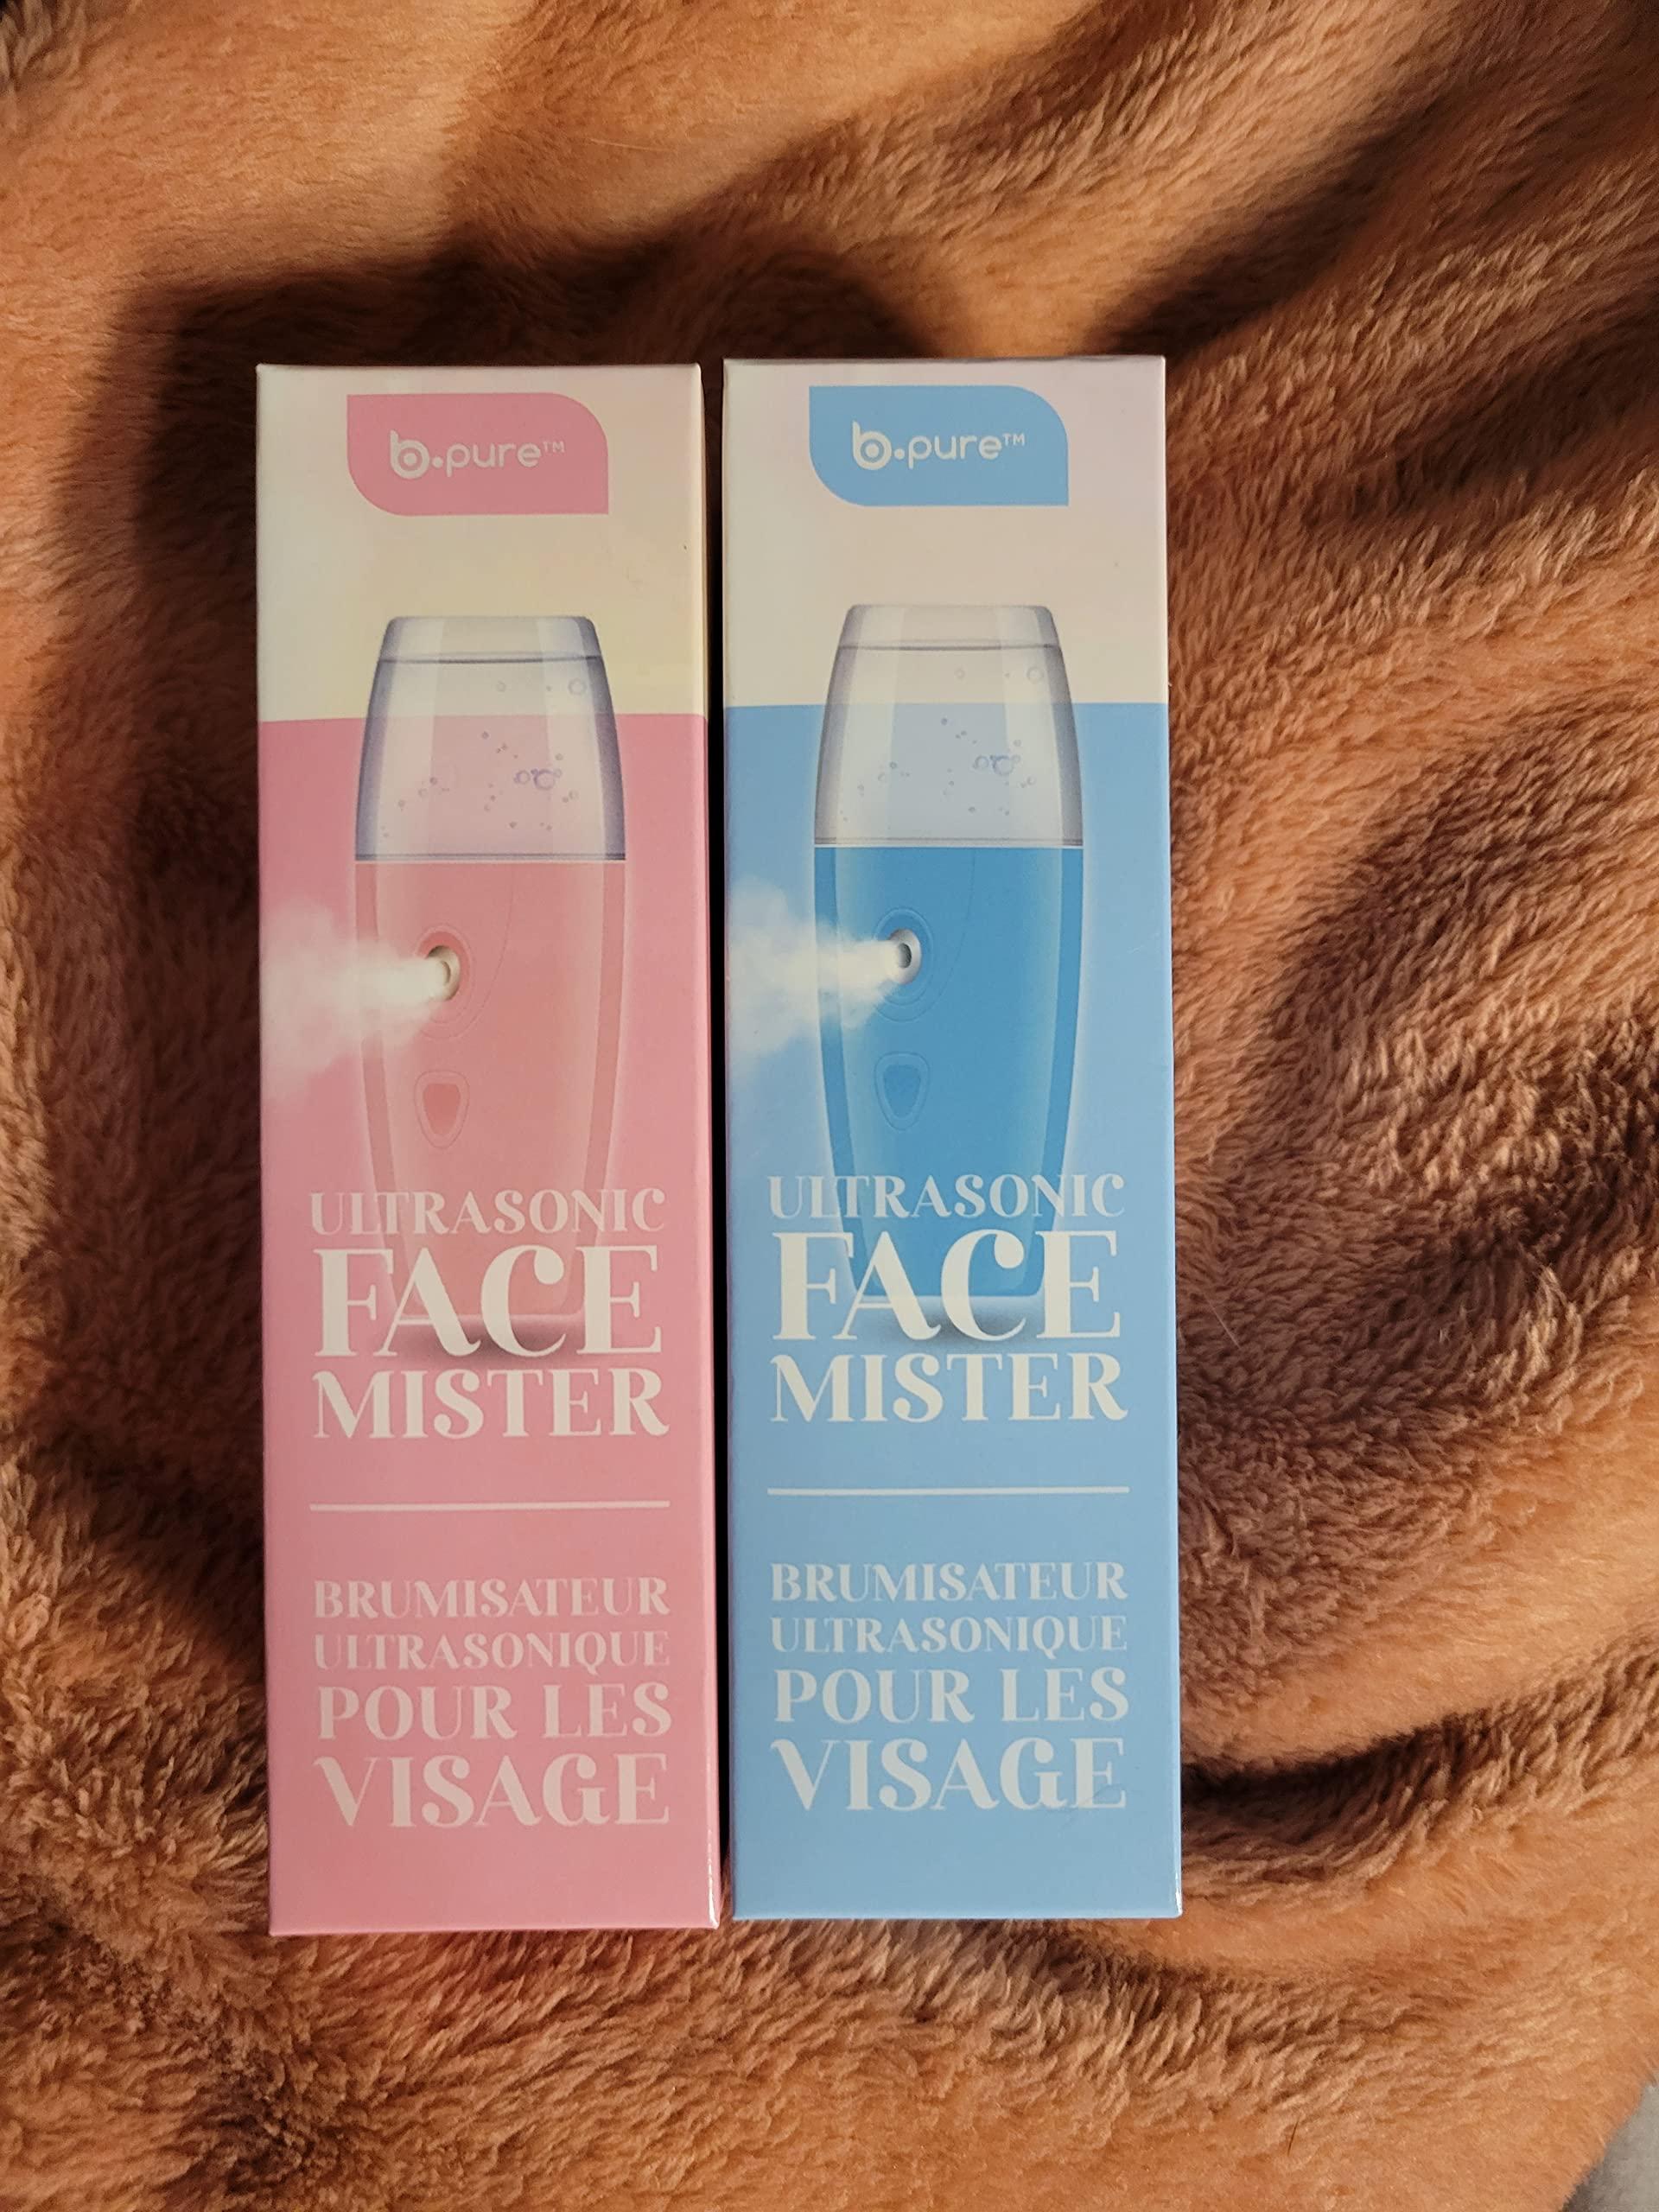 b.pure™
ULTRASONIC
FACE
MISTER
BRUMISATEUR
ULTRASONIQUE
POUR LES
VISAGE
b.pure™
ULTRASONIC
FACE
MISTER
BRUMISATEUR
ULTRASONIQUE
POUR LES
VISAGE